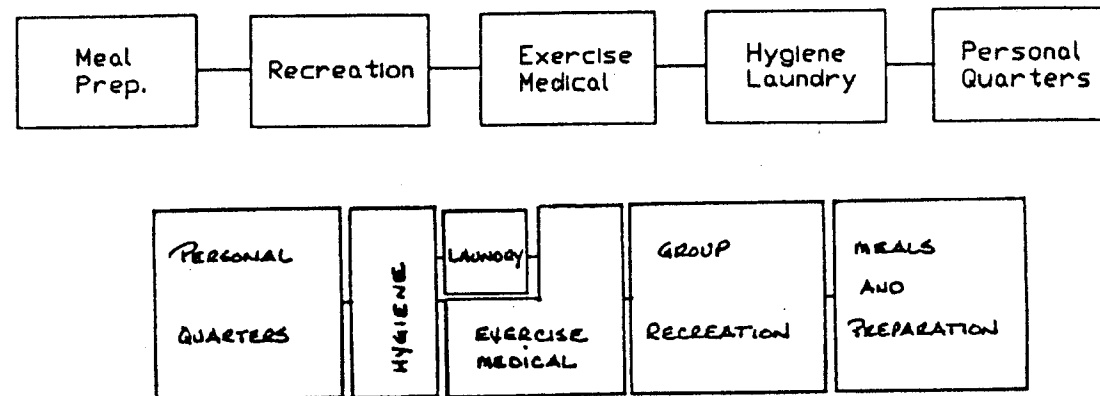 Meal
Prep.
Recreation
Exercise
Medical
Hygiene
Laundry
Personal
Quarters
PERSONAL
QUARTERS
HYGIENE
LAUNDRY
EXERCISE
MEDICAL
GROUP
RECREATION
MEALS
AND
PREPARATION